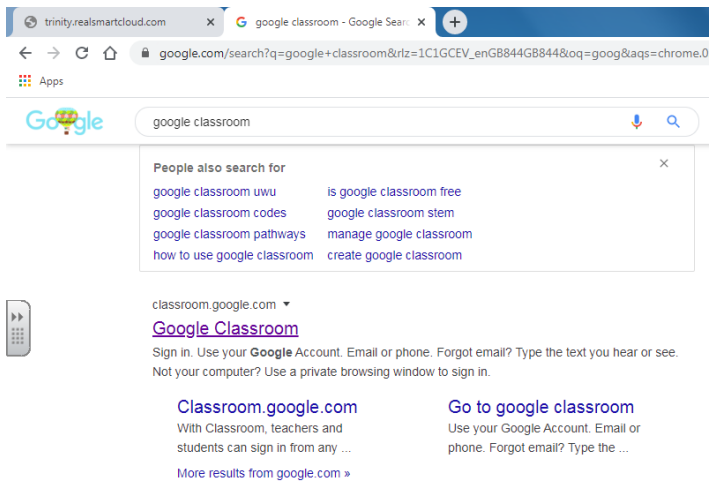 trinity.realsmartcloud.com
google classroom - Google Sear
google.com/search?q=google+classroom&rlz=1C1GCEV_enGB844GB844&oq=goog&aqs=chrome.0
Apps
Google
google classroom
People also search for
google classroom uwu
is google classroom free
google classroom codes
google classroom stem
google classroom pathways
manage google classroom
how to use google classroom
create google classroom
classroom.google.com
Google Classroom
Sign in. Use your Google Account. Email or phone. Forgot email? Type the text you hear or see.
Not your computer? Use a private browsing window to sign in.
Classroom.google.com
With Classroom, teachers and
students can sign in from any ...
More results from google.com »
Go to google classroom
Use your Google Account. Email or
phone. Forgot email? Type the ...